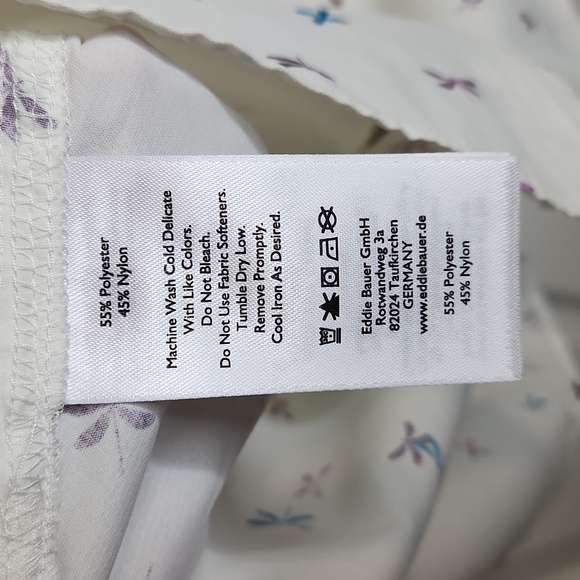 55% Polyester
45% Nylon
Machine Wash Cold Delicate
With Like Colors.
Do Not Bleach.
Do Not Use Fabric Softeners.
Tumble Dry Low.
Remove Promptly.
Cool Iron As Desired.
Eddie Bauer GmbH
Rotwandweg 3a
82024 Taufkirchen
GERMANY
www.eddiebauer.de
55% Polyester
45% Nylon